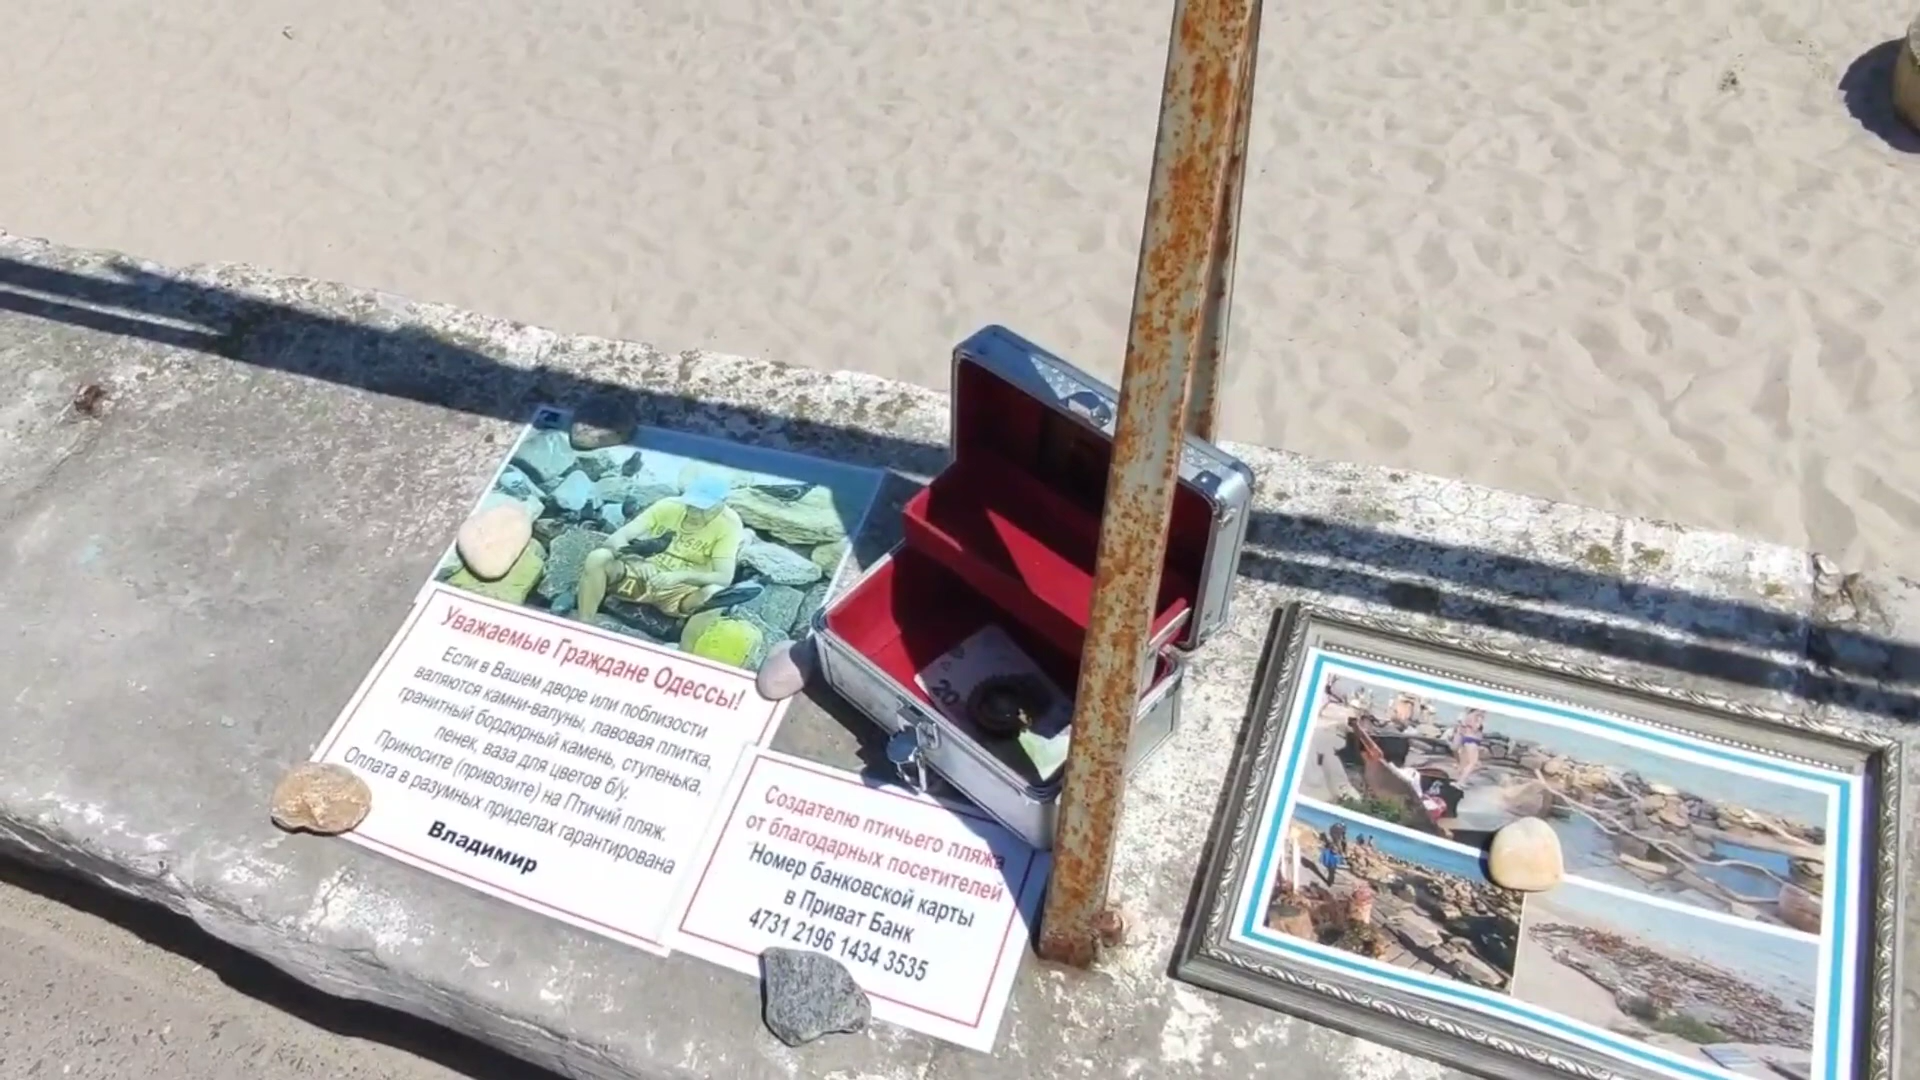 Уважаемые Граждане Одессы!
Если в Вашем дворе или поблизости
валяются камни-валуны, лавовая плитка,
гранитный бордюрный камень, ступенька,
пенек, ваза для цветов б/у.
Приносите (привозите) на Птичий пляж.
Оплата в разумных приделах гарантирована
Владимир
Создателю птичьего пляжа
от благодарных посетителей
Номер банковской карты
в Приват Банк
4731 2196 1434 3535
20